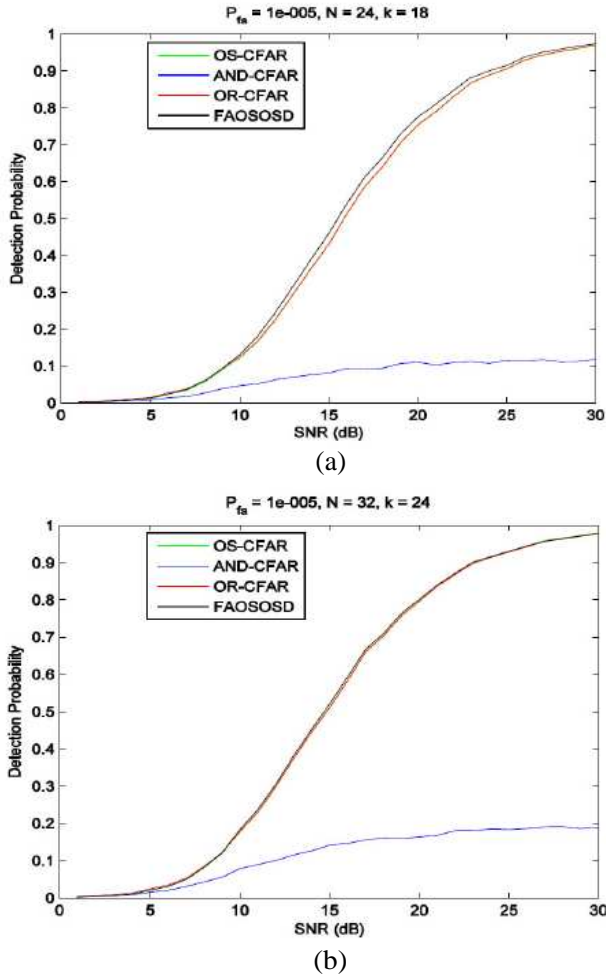 P_fa = 1e-005, N = 24, k = 18
1
0.9
0.8
0.7
0.6
0.5
0.4
0.3
0.2
0.1
0
Detection Probability
OS-CFAR
AND-CFAR
OR-CFAR
FAOSOSD
0 5 10 15 20 25 30
SNR (dB)
(a)
P_fa = 1e-005, N = 32, k = 24
1
0.9
0.8
0.7
0.6
0.5
0.4
0.3
0.2
0.1
0
Detection Probability
OS-CFAR
AND-CFAR
OR-CFAR
FAOSOSD
0 5 10 15 20 25 30
SNR (dB)
(b)